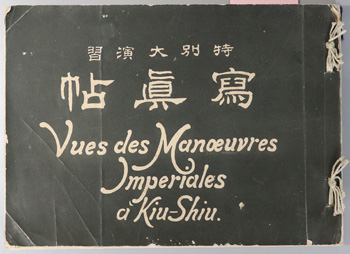 特別大演習
寫眞帖
Vues des Manœuvres
Imperiales
à Kiu-Shiu.